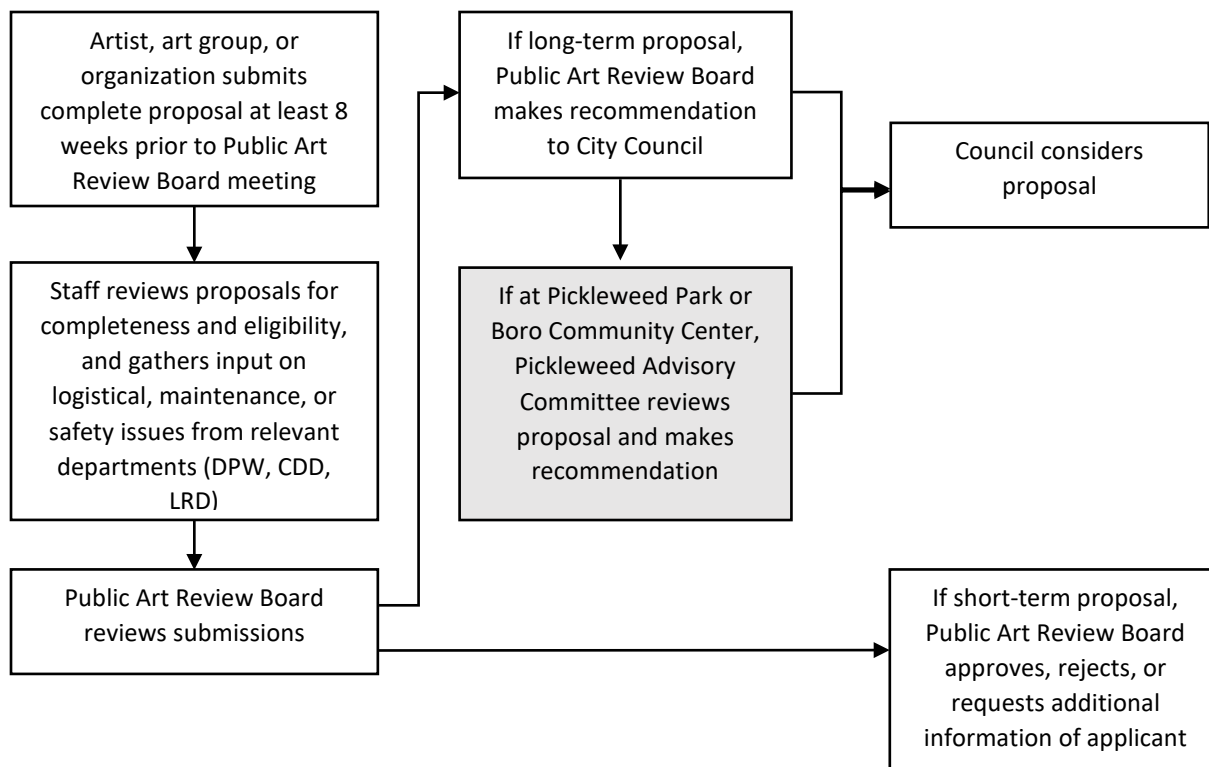 Artist, art group, or
organization submits
complete proposal at least 8
weeks prior to Public Art
Review Board meeting
Staff reviews proposals for
completeness and eligibility,
and gathers input on
logistical, maintenance, or
safety issues from relevant
departments (DPW, CDD,
LRD)
Public Art Review Board
reviews submissions
If long-term proposal,
Public Art Review Board
makes recommendation
to City Council
If at Pickleweed Park or
Boro Community Center,
Pickleweed Advisory
Committee reviews
proposal and makes
recommendation
Council considers
proposal
If short-term proposal,
Public Art Review Board
approves, rejects, or
requests additional
information of applicant